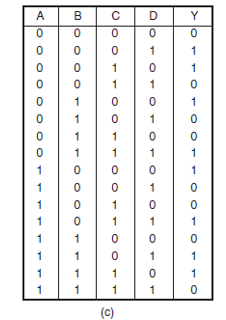 A B C D Y
0 0 0 0 0
0 0 0 1 1
0 0 1 0 1
0 0 1 1 0
0 1 0 0 1
0 1 0 1 0
0 1 1 0 0
0 1 1 1 1
1 0 0 0 1
1 0 0 1 0
1 0 1 0 0
1 0 1 1 1
1 1 0 0 0
1 1 0 1 1
1 1 1 0 1
1 1 1 1 0
(c)